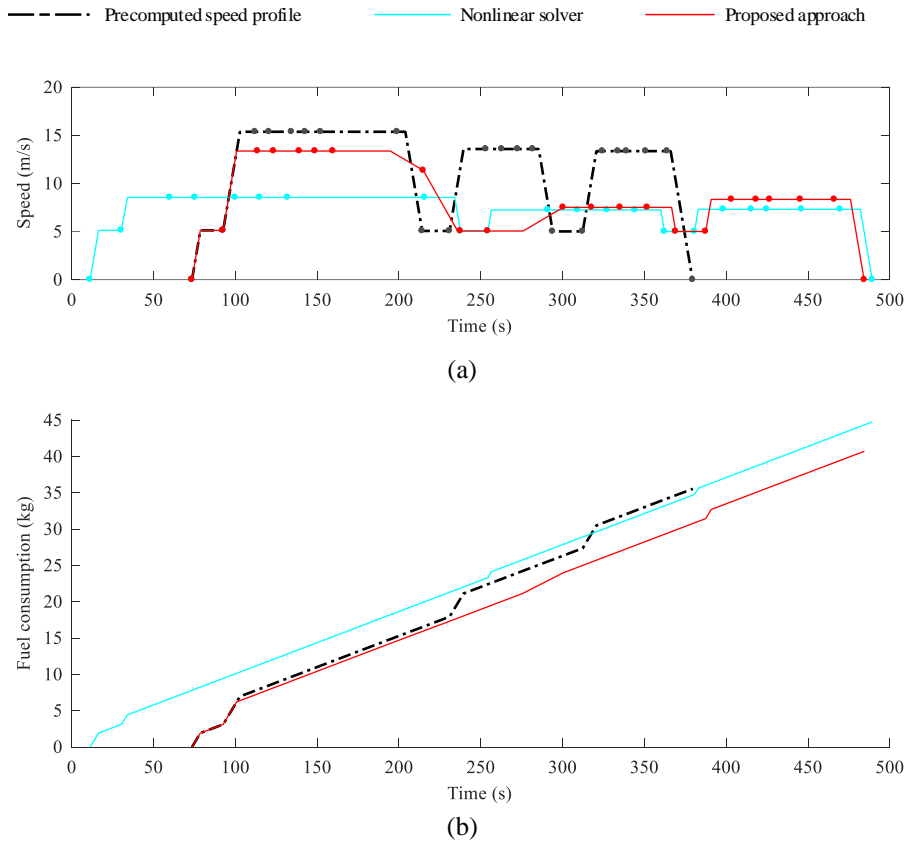 Precomputed speed profile
Nonlinear solver
Proposed approach
20
15
10
5
0
Speed (m/s)
0 50 100 150 200 250 300 350 400 450 500
Time (s)
(a)
45
40
35
30
25
20
15
10
5
0
Fuel consumption (kg)
0 50 100 150 200 250 300 350 400 450 500
Time (s)
(b)